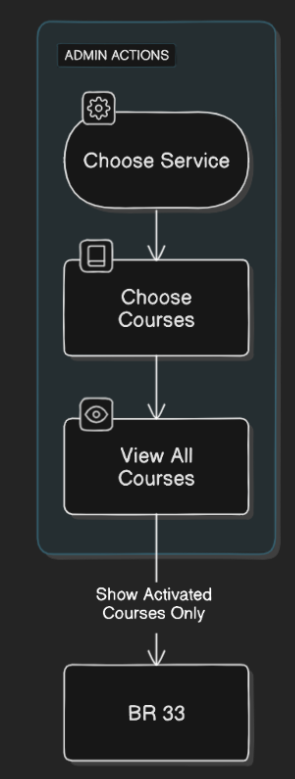 ADMIN ACTIONS
Choose Service
Choose
Courses
View All
Courses
Show Activated
Courses Only
BR 33